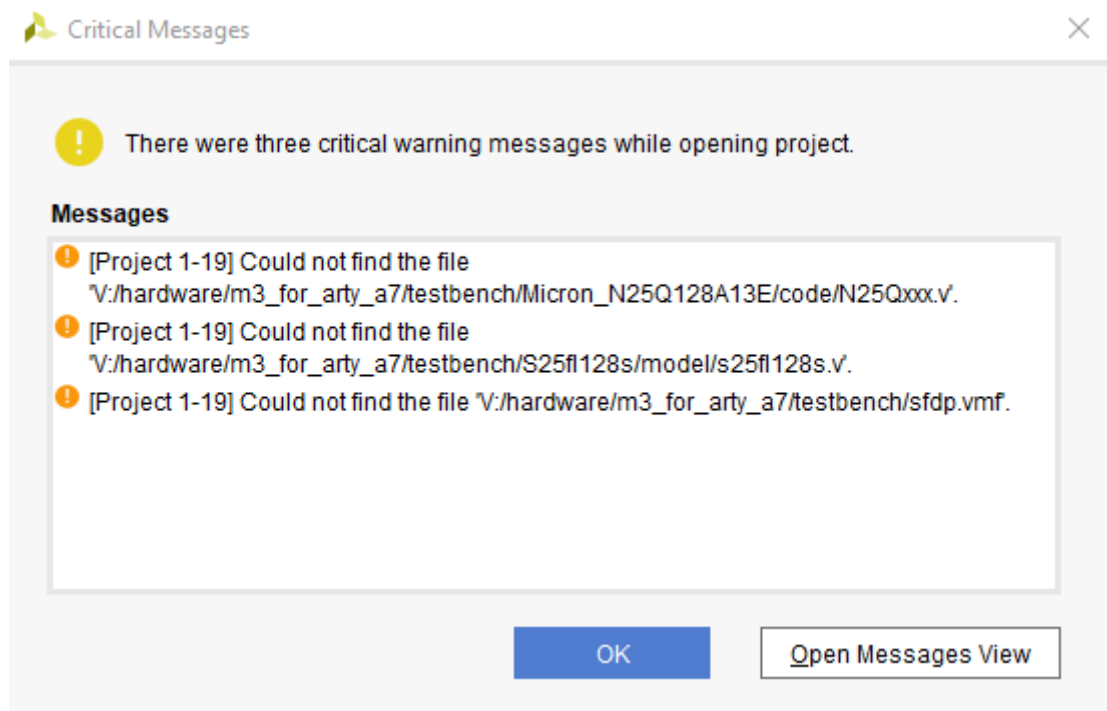 Critical Messages
There were three critical warning messages while opening project.
Messages
[Project 1-19] Could not find the file
'V:/hardware/m3_for_arty_a7/testbench/Micron_N25Q128A13E/code/N25Qxxx.v'.
[Project 1-19] Could not find the file
'V:/hardware/m3_for_arty_a7/testbench/S25fl128s/model/s25fl128s.v'.
[Project 1-19] Could not find the file 'V:/hardware/m3_for_arty_a7/testbench/sfdp.vmf'.
OK
Open Messages View